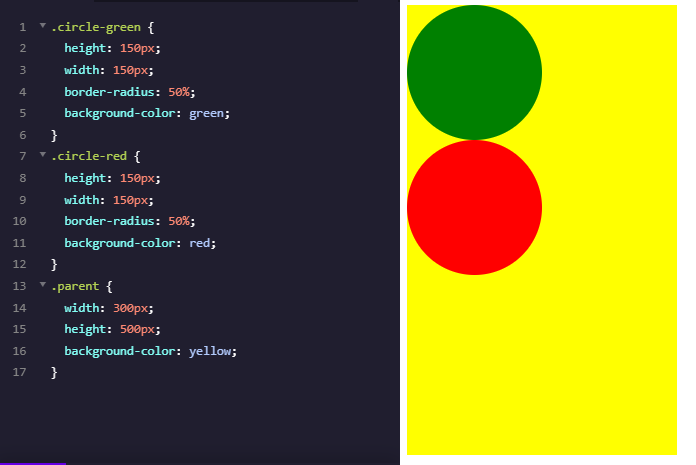 1 .circle-green {
2 height: 150px;
3 width: 150px;
4 border-radius: 50%;
5 background-color: green;
6 }
7 .circle-red {
8 height: 150px;
9 width: 150px;
10 border-radius: 50%;
11 background-color: red;
12 }
13 .parent {
14 width: 300px;
15 height: 500px;
16 background-color: yellow;
17 }